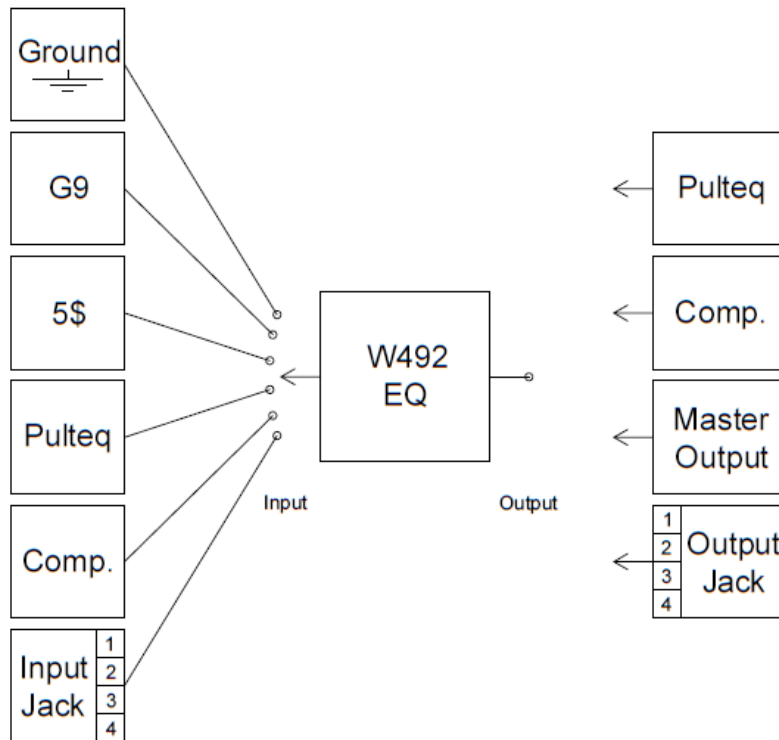 Ground
G9
5$
Pulteq
Comp.
Input
Jack
1
2
3
4
Input
W492
EQ
Output
Pulteq
Comp.
Master
Output
1
2
3
4
Output
Jack